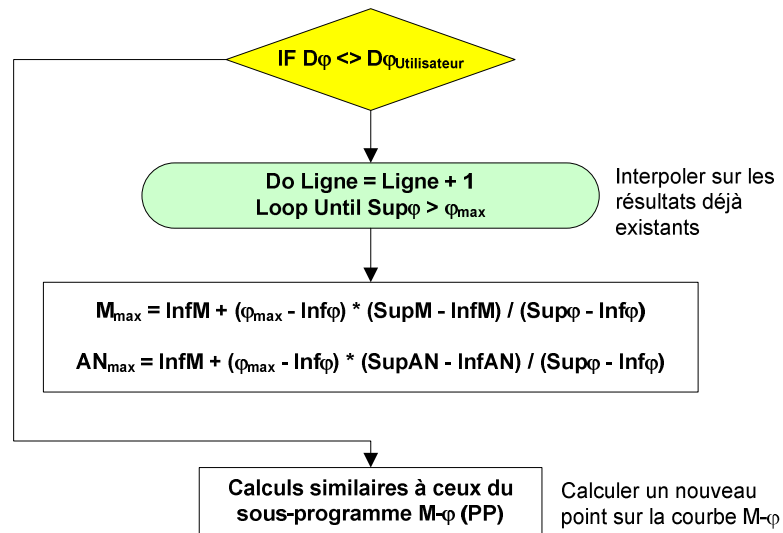 IF Dφ <> DφUtilisateur
Do Ligne = Ligne + 1
Loop Until Supφ > φmax
Interpoler sur les
résultats déjà
existants
Mmax = InfM + (φmax - Infφ) * (SupM - InfM) / (Supφ - Infφ)
ANmax = InfM + (φmax - Infφ) * (SupAN - InfAN) / (Supφ - Infφ)
Calculs similaires à ceux du
sous-programme M-φ (PP)
Calculer un nouveau
point sur la courbe M-φ